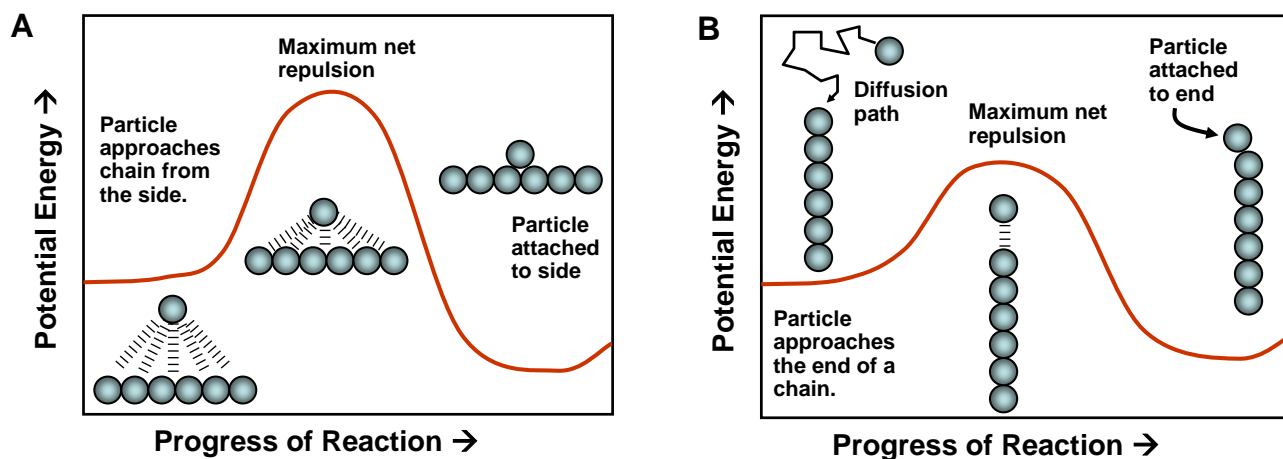 A
Potential Energy →
Maximum net
repulsion
Particle
approaches
chain from
the side.
Particle
attached
to side
Progress of Reaction →
B
Potential Energy →
Diffusion
path
Maximum net
repulsion
Particle
attached
to end
Particle
approaches
the end of a
chain.
Progress of Reaction →